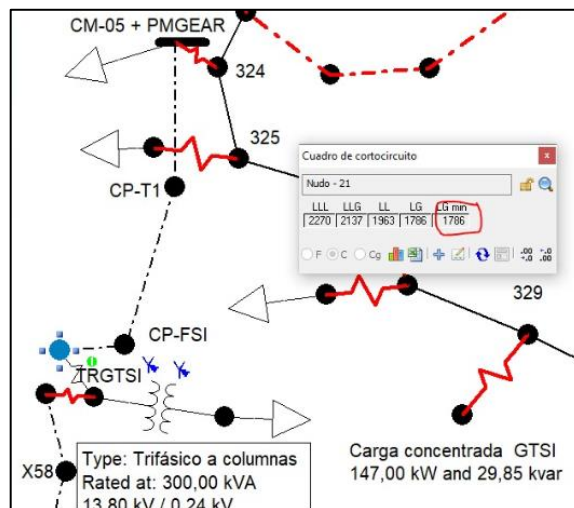 CM-05 + PMGEAR
324
325
CP-T1
Cuadro de cortocircuito
x
Nudo - 21
LLL LLG LL LG LG min
2270 2137 1963 1786 1786
F C Cg
329
CP-FSI
TRGTSI
X58
Type: Trifásico a columnas
Rated at: 300,00 kVA
13,80 kV / 0,24 kV
Carga concentrada GTSI
147,00 kW and 29,85 kvar